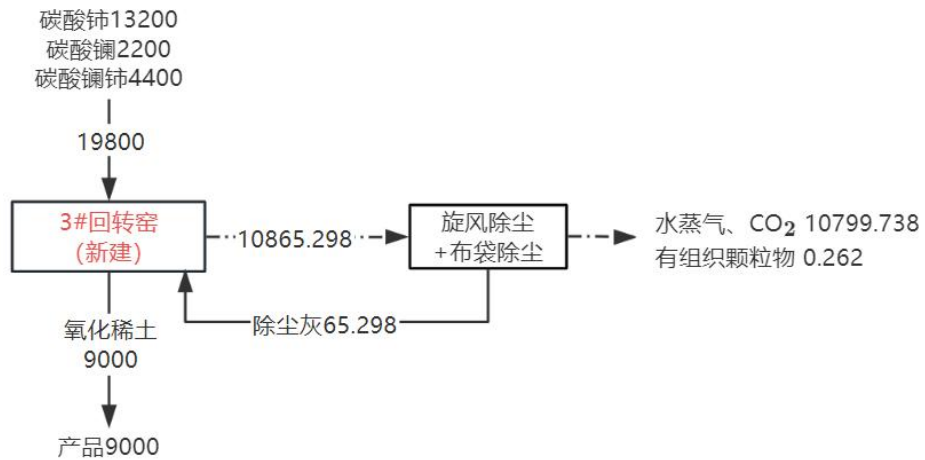 碳酸铈13200
碳酸镧2200
碳酸镧铈4400
19800
3#回转窑
(新建)
10865.298
旋风除尘
+布袋除尘
水蒸气、CO₂ 10799.738
有组织颗粒物 0.262
除尘灰65.298
氧化稀土
9000
产品9000